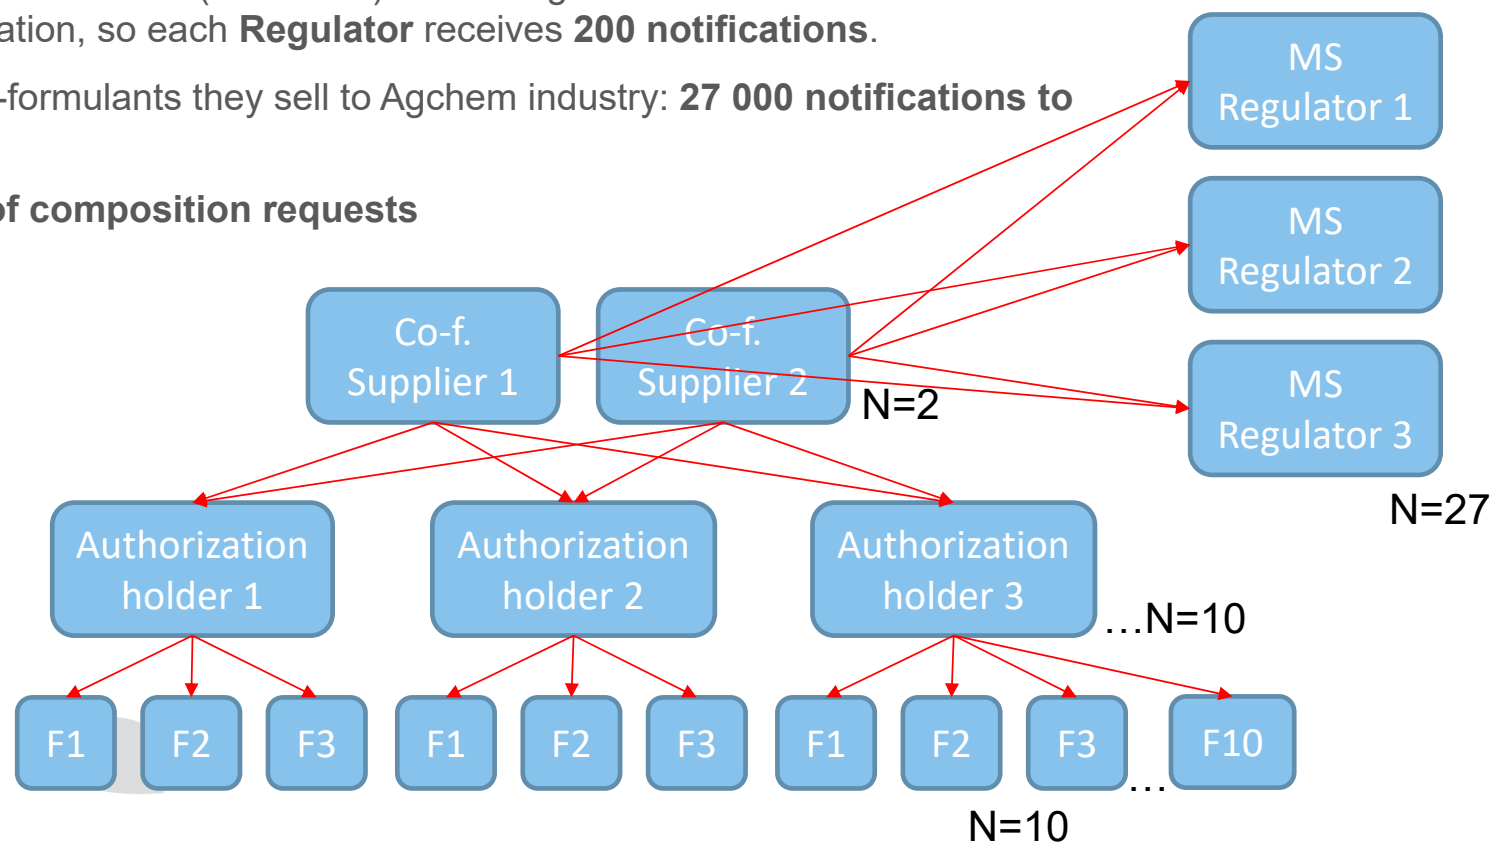 ation, so each Regulator receives 200 notifications.
-formulants they sell to Agchem industry: 27 000 notifications to
of composition requests
MS
Regulator 1
MS
Regulator 2
MS
Regulator 3
N=27
Co-f.
Supplier 1
Co-f.
Supplier 2
N=2
Authorization
holder 1
Authorization
holder 2
Authorization
holder 3
...N=10
F1
F2
F3
F1
F2
F3
F1
F2
F3
...
F10
N=10